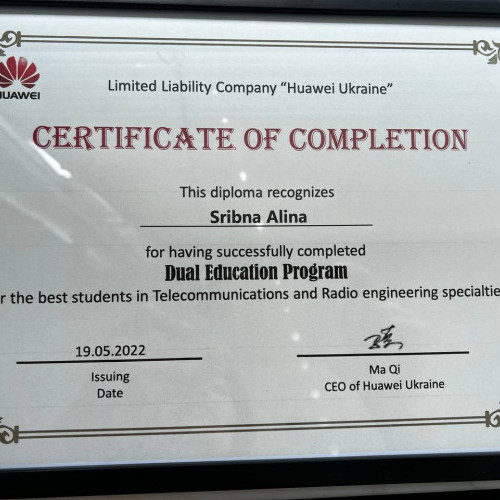 HUAWEI
Limited Liability Company “Huawei Ukraine”
CERTIFICATE OF COMPLETION
This diploma recognizes
Sribna Alina
for having successfully completed
Dual Education Program
r the best students in Telecommunications and Radio engineering specialtie
19.05.2022
Issuing
Date
Ma Qi
CEO of Huawei Ukraine